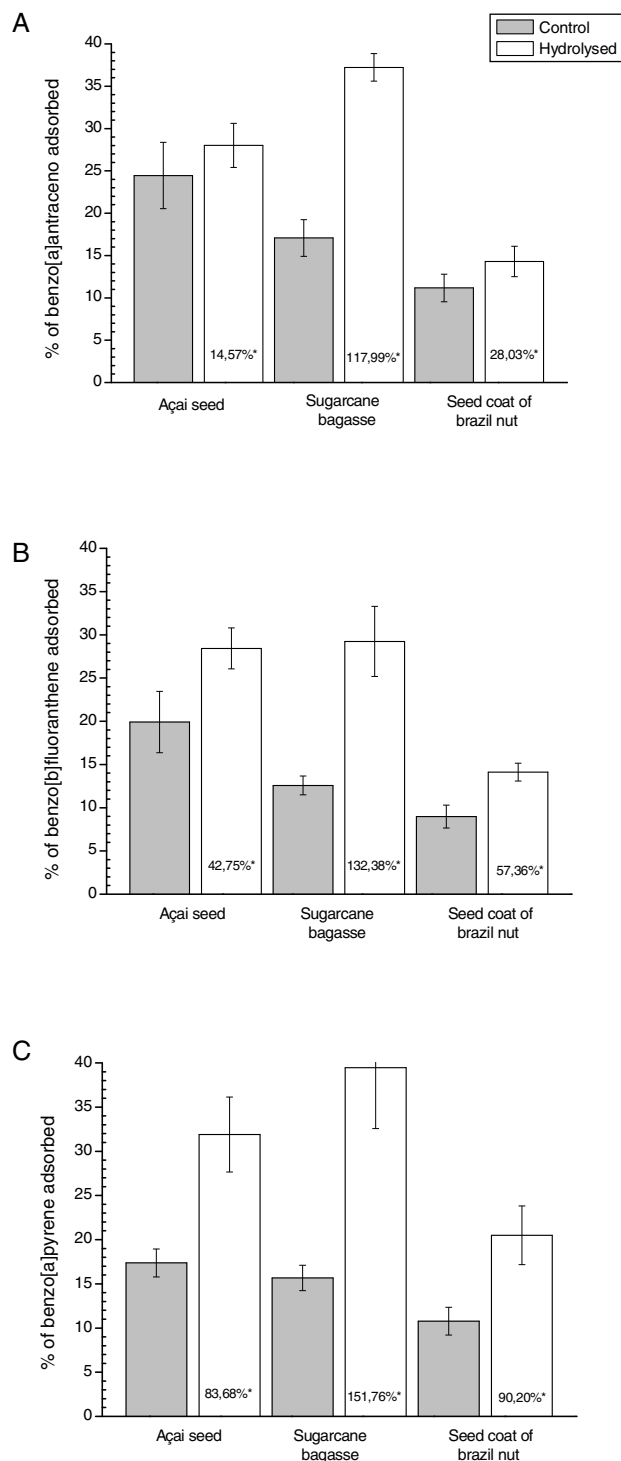 A
Control
Hydrolysed
% of benzo[a]antraceno adsorbed
40
35
30
25
20
15
10
5
0
14,57%*
117,99%*
28,03%*
Açai seed
Sugarcane
bagasse
Seed coat of
brazil nut
B
% of benzo[b]fluoranthene adsorbed
40
35
30
25
20
15
10
5
0
42,75%*
132,38%*
57,36%*
Açai seed
Sugarcane
bagasse
Seed coat of
brazil nut
C
% of benzo[a]pyrene adsorbed
40
35
30
25
20
15
10
5
0
83,68%*
151,76%*
90,20%*
Açai seed
Sugarcane
bagasse
Seed coat of
brazil nut